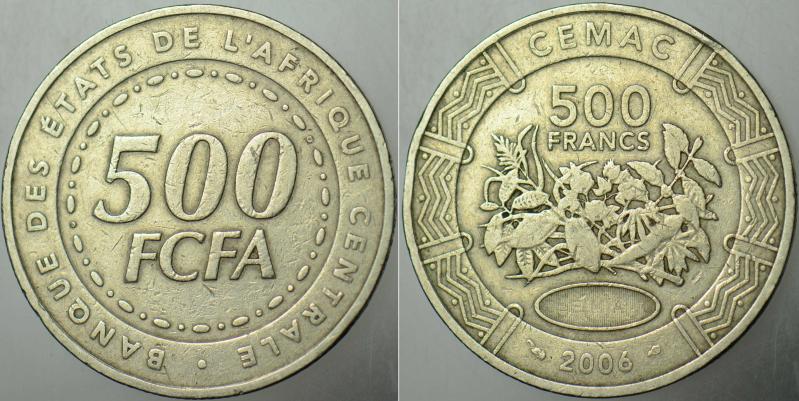 BANQUE DES ÉTATS DE L'AFRIQUE CENTRALE •
500
FCFA
CEMAC
500
FRANCS
2006